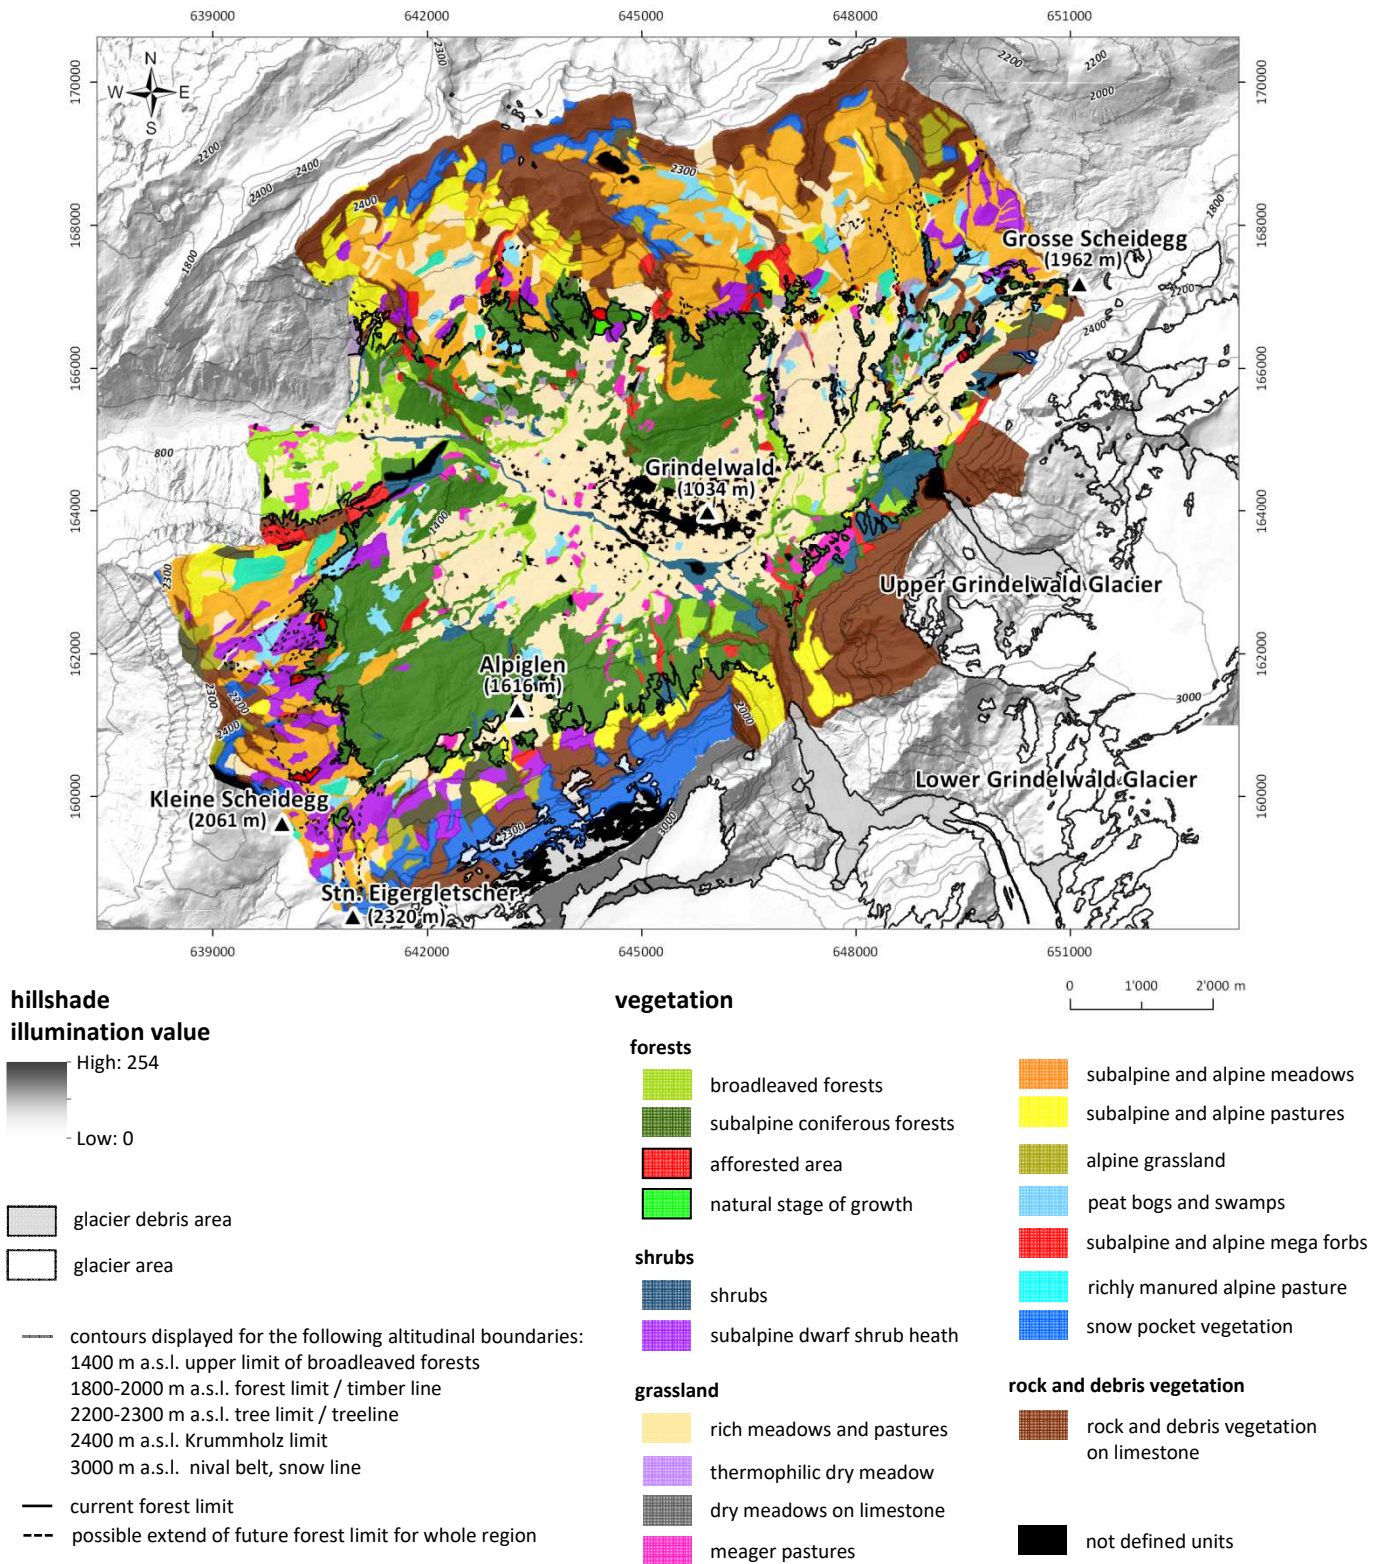 639000 642000 645000 648000 651000
N
W E
S
170000 168000 166000 164000 162000 160000
170000 168000 166000 164000 162000 160000
2300
2200
2200
2000
2200
2400
2400
2400
2300
1800
1800
Grosse Scheidegg
(1962 m)
2200
2400
800
Grindelwald
(1034 m)
1400
2300
Upper Grindelwald Glacier
Alpiglen
(1616 m)
2300
2200
2400
2000
3000
Lower Grindelwald Glacier
Kleine Scheidegg
(2061 m)
2300
3000
Stn. Eigergletscher
(2320 m)
639000 642000 645000 648000 651000
0 1'000 2'000 m
hillshade
illumination value
High: 254
Low: 0
glacier debris area
glacier area
contours displayed for the following altitudinal boundaries:
1400 m a.s.l. upper limit of broadleaved forests
1800-2000 m a.s.l. forest limit / timber line
2200-2300 m a.s.l. tree limit / treeline
2400 m a.s.l. Krummholz limit
3000 m a.s.l. nival belt, snow line
current forest limit
possible extend of future forest limit for whole region
vegetation
forests
broadleaved forests
subalpine coniferous forests
afforested area
natural stage of growth
shrubs
shrubs
subalpine dwarf shrub heath
grassland
rich meadows and pastures
thermophilic dry meadow
dry meadows on limestone
meager pastures
subalpine and alpine meadows
subalpine and alpine pastures
alpine grassland
peat bogs and swamps
subalpine and alpine mega forbs
richly manured alpine pasture
snow pocket vegetation
rock and debris vegetation
rock and debris vegetation
on limestone
not defined units